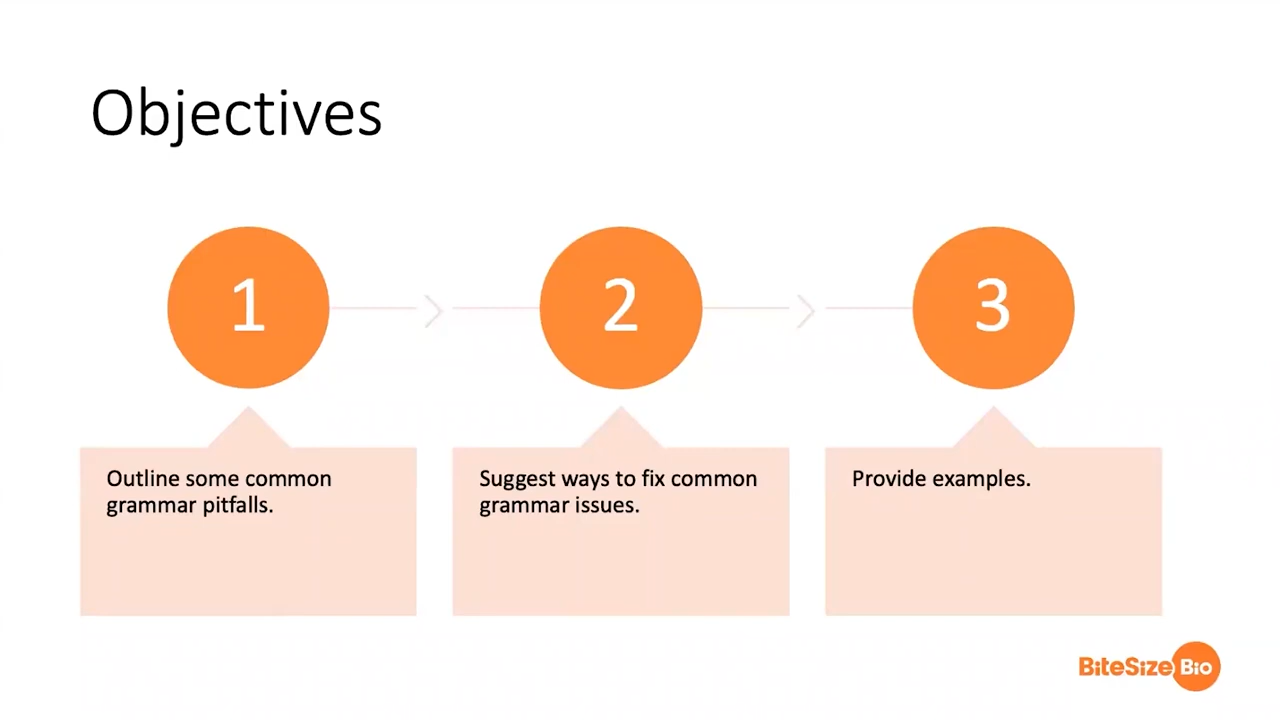 Objectives
1
2
3
Outline some common
grammar pitfalls.
Suggest ways to fix common
grammar issues.
Provide examples.
BiteSize Bio